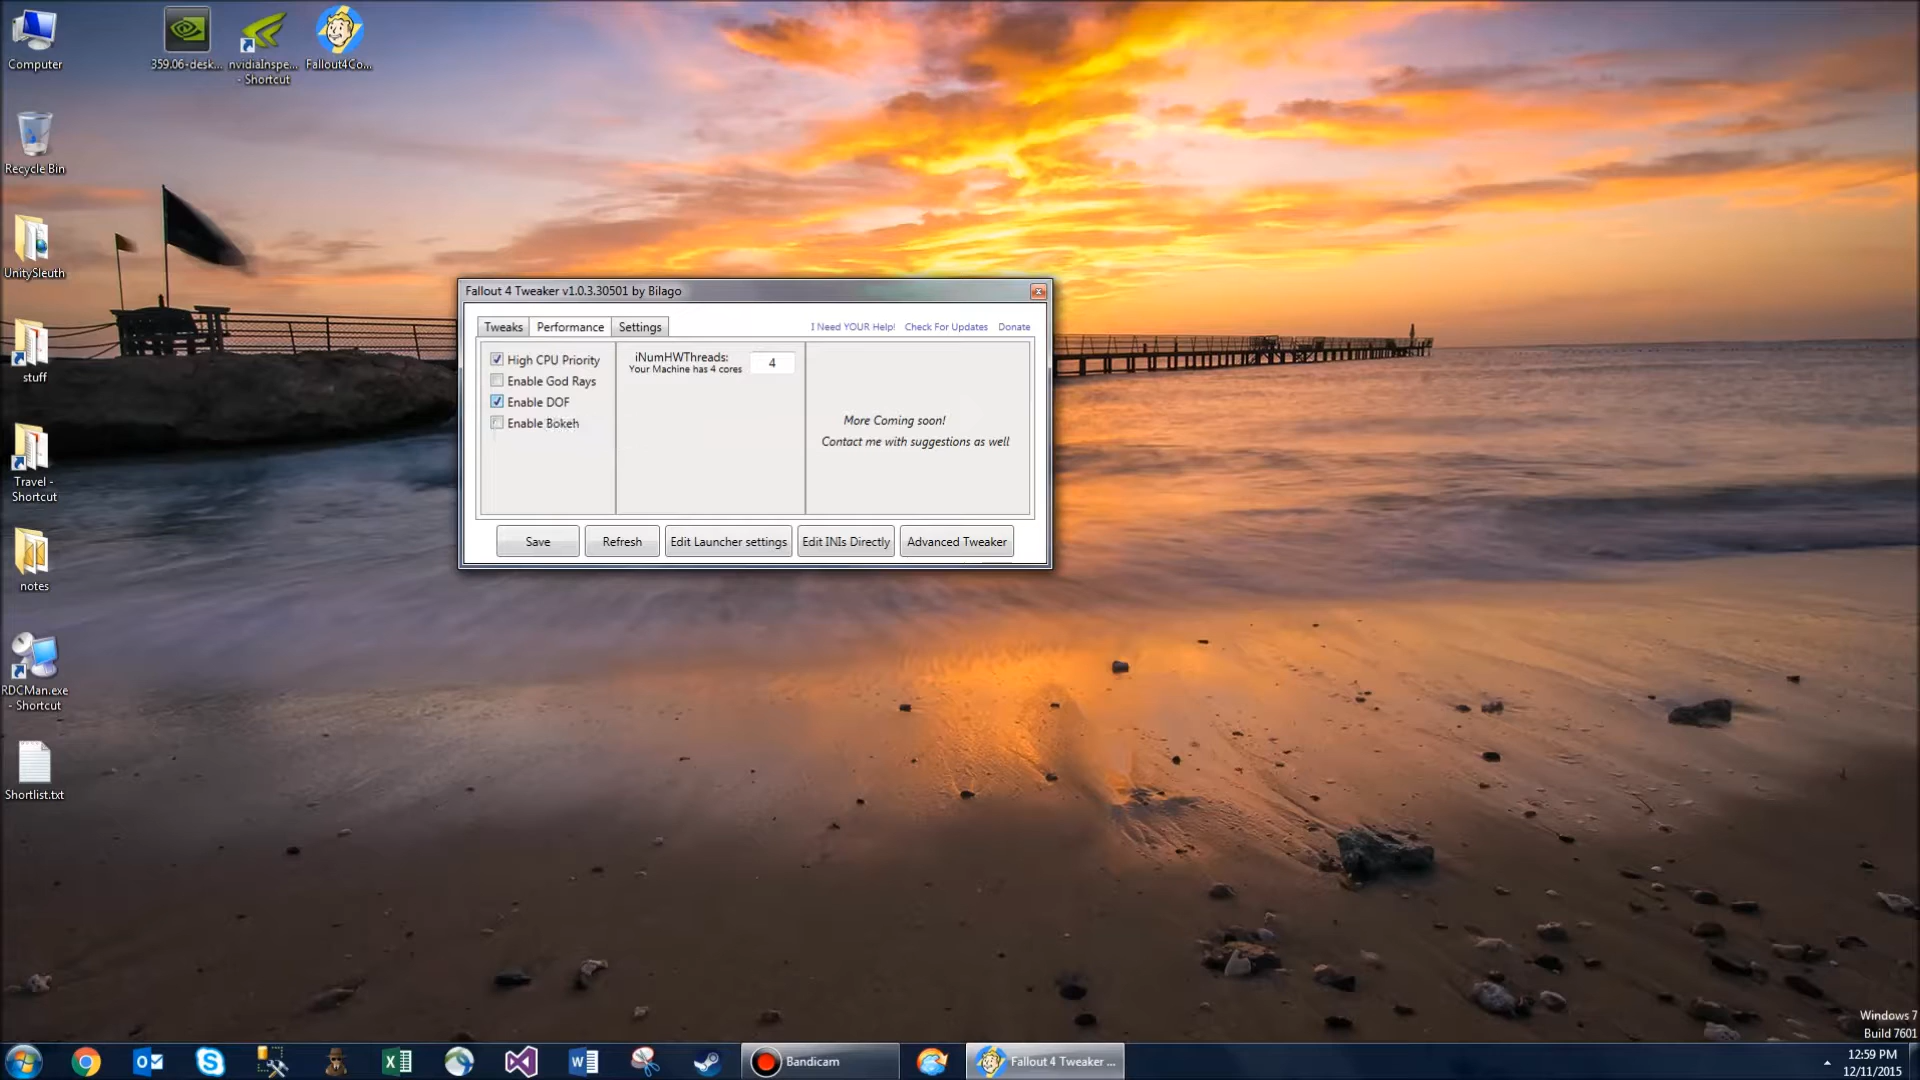 Computer
359.06-desk...
nvidiaInspe...
- Shortcut
Fallout4Co...
Recycle Bin
UnitySleuth
stuff
Travel -
Shortcut
notes
RDCMan.exe
- Shortcut
Shortlist.txt
Fallout 4 Tweaker v1.0.3.30501 by Bilago
Tweaks
Performance
Settings
I Need YOUR Help!
Check For Updates
Donate
High CPU Priority
Enable God Rays
Enable DOF
Enable Bokeh
iNumHWThreads:
Your Machine has 4 cores
4
More Coming soon!
Contact me with suggestions as well
Save
Refresh
Edit Launcher settings
Edit INIs Directly
Advanced Tweaker
Windows 7
Build 7601
Bandicam
Fallout 4 Tweaker ...
12:59 PM
12/11/2015